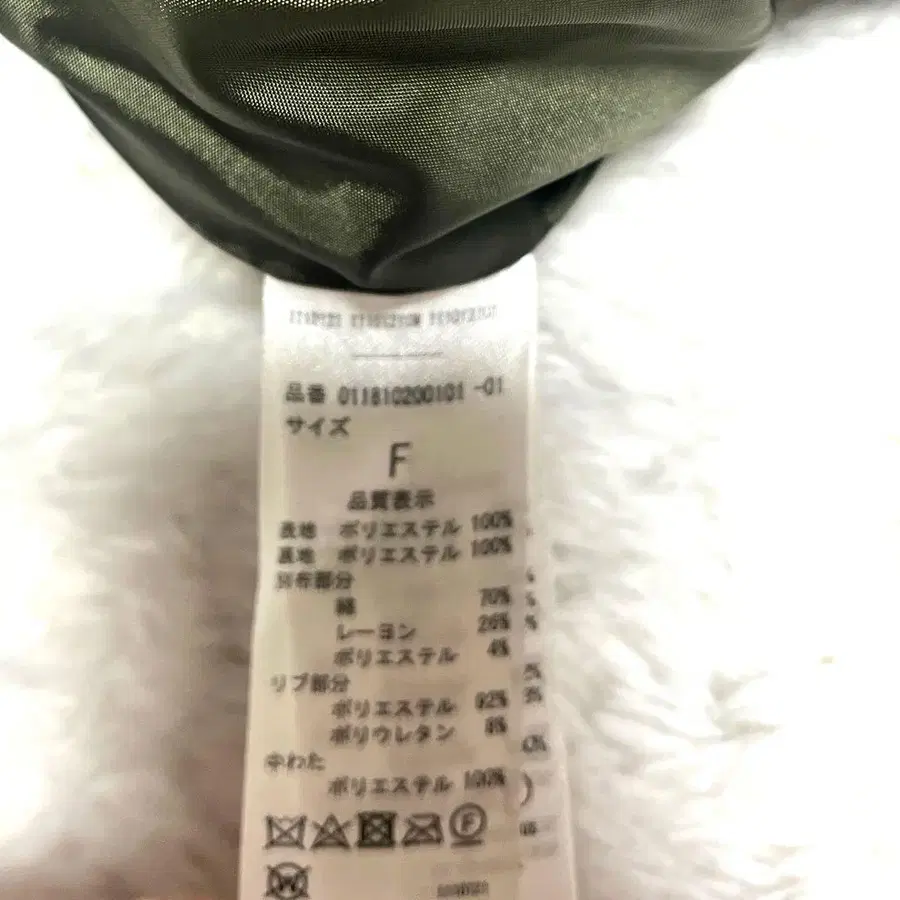 品番 011810200101 -01
サイズ
F
品質表示
表地 ポリエステル 100%
裏地 ポリエステル 100%
別布部分
綿 70%
レーヨン 26%
ポリエステル 4%
リブ部分
ポリエステル 92%
ポリウレタン 8%
中わた
ポリエステル 100%
F
W